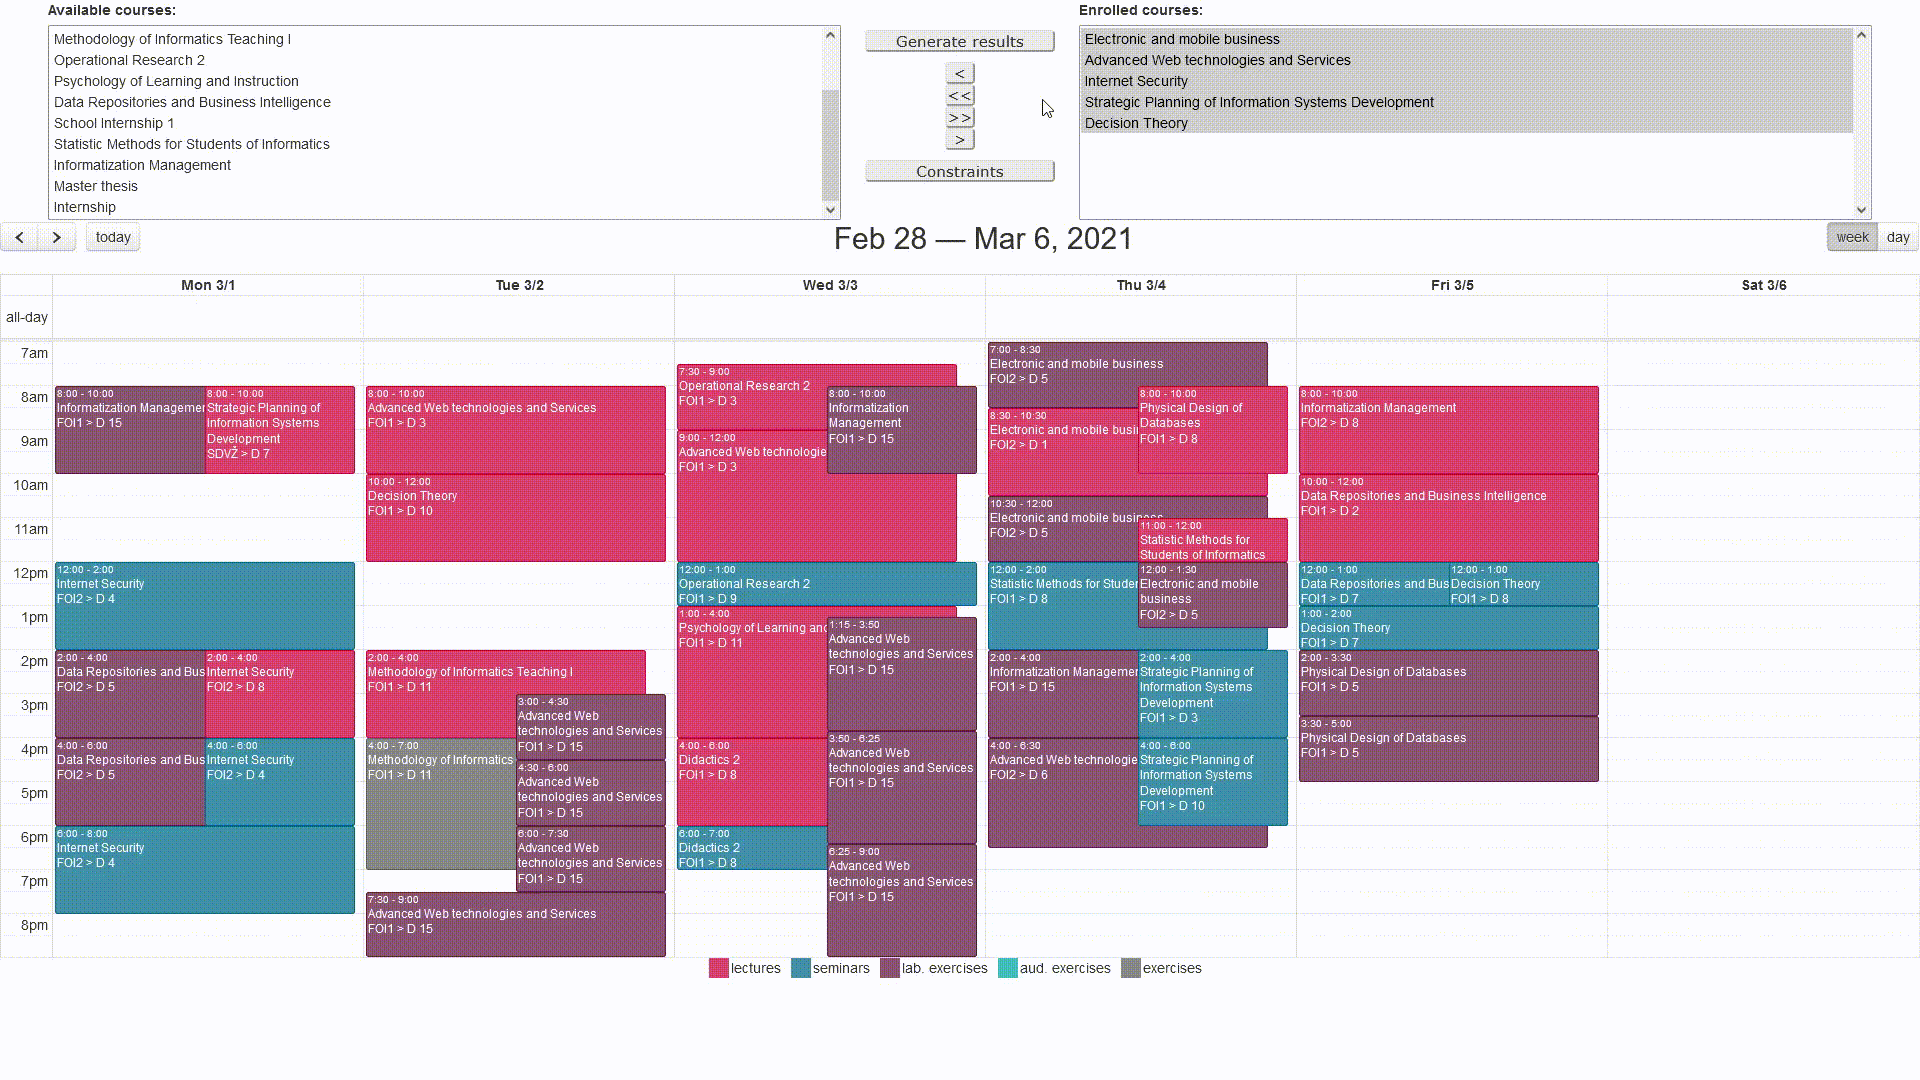 Available courses:
Methodology of Informatics Teaching I
Operational Research 2
Psychology of Learning and Instruction
Data Repositories and Business Intelligence
School Internship 1
Statistic Methods for Students of Informatics
Informatization Management
Master thesis
Internship
Generate results
<
<<
>>
>
Constraints
Enrolled courses:
Electronic and mobile business
Advanced Web technologies and Services
Internet Security
Strategic Planning of Information Systems Development
Decision Theory
today
Feb 28 — Mar 6, 2021
week
day
Mon 3/1
Tue 3/2
Wed 3/3
Thu 3/4
Fri 3/5
Sat 3/6
all-day
7am
8am
9am
10am
11am
12pm
1pm
2pm
3pm
4pm
5pm
6pm
7pm
8pm
8:00 - 10:00
Informatization Managemer
FOI1 > D 15
8:00 - 10:00
Strategic Planning of
Information Systems
Development
SDVŽ > D 7
12:00 - 2:00
Internet Security
FOI2 > D 4
2:00 - 4:00
Data Repositories and Bus
FOI2 > D 5
2:00 - 4:00
Internet Security
FOI2 > D 8
4:00 - 6:00
Data Repositories and Bus
FOI2 > D 5
4:00 - 6:00
Internet Security
FOI2 > D 4
6:00 - 8:00
Internet Security
FOI2 > D 4
8:00 - 10:00
Advanced Web technologies and Services
FOI1 > D 3
10:00 - 12:00
Decision Theory
FOI1 > D 10
2:00 - 4:00
Methodology of Informatics Teaching I
FOI1 > D 11
3:00 - 4:30
Advanced Web
technologies and Services
FOI1 > D 15
4:00 - 7:00
Methodology of Informatics
FOI1 > D 11
4:30 - 6:00
Advanced Web
technologies and Services
FOI1 > D 15
6:00 - 7:30
Advanced Web
technologies and Services
FOI1 > D 15
7:30 - 9:00
Advanced Web technologies and Services
FOI1 > D 15
7:30 - 9:00
Operational Research 2
FOI1 > D 3
8:00 - 10:00
Informatization
Management
FOI1 > D 15
9:00 - 12:00
Advanced Web technologie
FOI1 > D 3
12:00 - 1:00
Operational Research 2
FOI1 > D 9
1:00 - 4:00
Psychology of Learning and
FOI1 > D 11
1:15 - 3:50
Advanced Web
technologies and Services
FOI1 > D 15
4:00 - 6:00
Didactics 2
FOI1 > D 8
3:50 - 6:25
Advanced Web
technologies and Services
FOI1 > D 15
6:00 - 7:00
Didactics 2
FOI1 > D 8
6:25 - 9:00
Advanced Web
technologies and Services
FOI1 > D 15
7:00 - 8:30
Electronic and mobile business
FOI2 > D 5
8:00 - 10:00
Physical Design of
Databases
FOI1 > D 8
8:30 - 10:30
Electronic and mobile busi
FOI2 > D 1
10:30 - 12:00
Electronic and mobile business
FOI2 > D 5
11:00 - 12:00
Statistic Methods for
Students of Informatics
12:00 - 2:00
Statistic Methods for Studer
FOI1 > D 8
12:00 - 1:30
Electronic and mobile
business
FOI2 > D 5
2:00 - 4:00
Informatization Managemer
FOI1 > D 15
2:00 - 4:00
Strategic Planning of
Information Systems
Development
FOI1 > D 3
4:00 - 6:30
Advanced Web technologie
FOI2 > D 6
4:00 - 6:00
Strategic Planning of
Information Systems
Development
FOI1 > D 10
8:00 - 10:00
Informatization Management
FOI2 > D 8
10:00 - 12:00
Data Repositories and Business Intelligence
FOI1 > D 2
12:00 - 1:00
Data Repositories and Bus
FOI1 > D 7
12:00 - 1:00
Decision Theory
FOI1 > D 8
1:00 - 2:00
Decision Theory
FOI1 > D 7
2:00 - 3:30
Physical Design of Databases
FOI1 > D 5
3:30 - 5:00
Physical Design of Databases
FOI1 > D 5
lectures
seminars
lab. exercises
aud. exercises
exercises